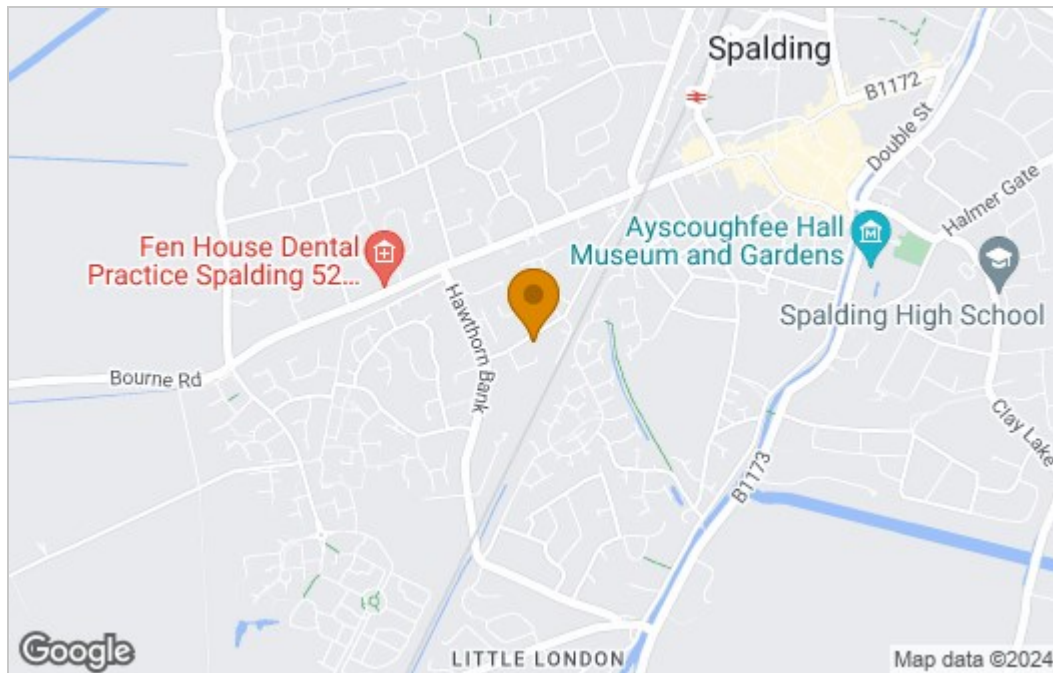 Spalding
B1172
Double St
Halmer Gate
Ayscoughfee Hall
Museum and Gardens
Fen House Dental
Practice Spalding 52...
Spalding High School
Hawthorn Bank
Bourne Rd
Clay Lake
B1173
LITTLE LONDON
Google
Map data ©2024